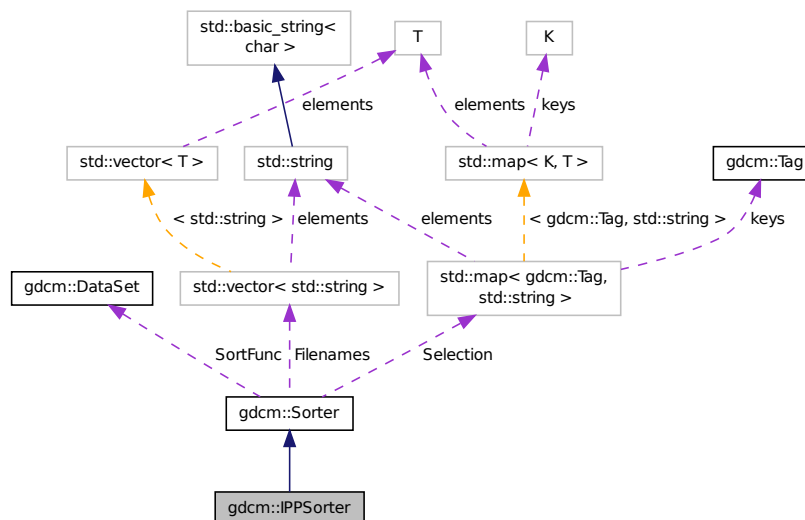 std::basic_string<
char >
T
K
elements
elements
keys
std::vector< T >
std::string
std::map< K, T >
gdcm::Tag
< std::string >
elements
elements
< gdcm::Tag, std::string >
keys
gdcm::DataSet
std::vector< std::string >
std::map< gdcm::Tag,
std::string >
SortFunc
Filenames
Selection
gdcm::Sorter
gdcm::IPPSorter